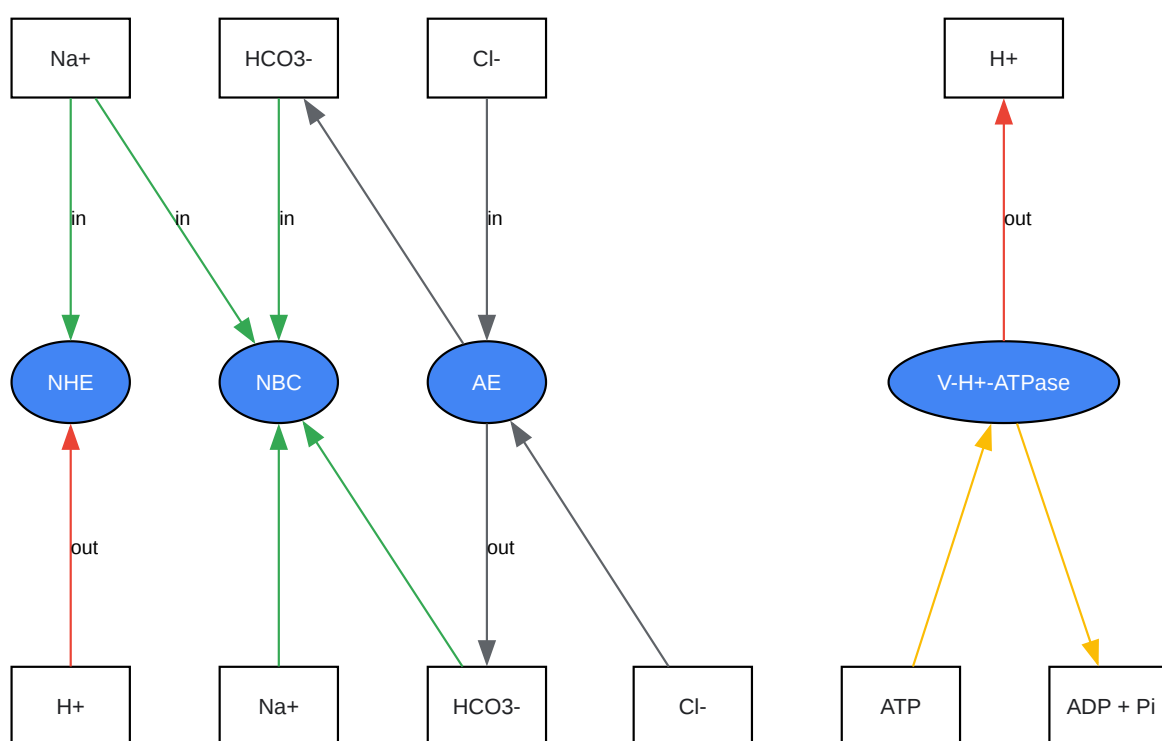 Na+
HCO3-
Cl-
H+
in
in
in
in
out
NHE
NBC
AE
V-H+-ATPase
out
out
H+
Na+
HCO3-
Cl-
ATP
ADP + Pi